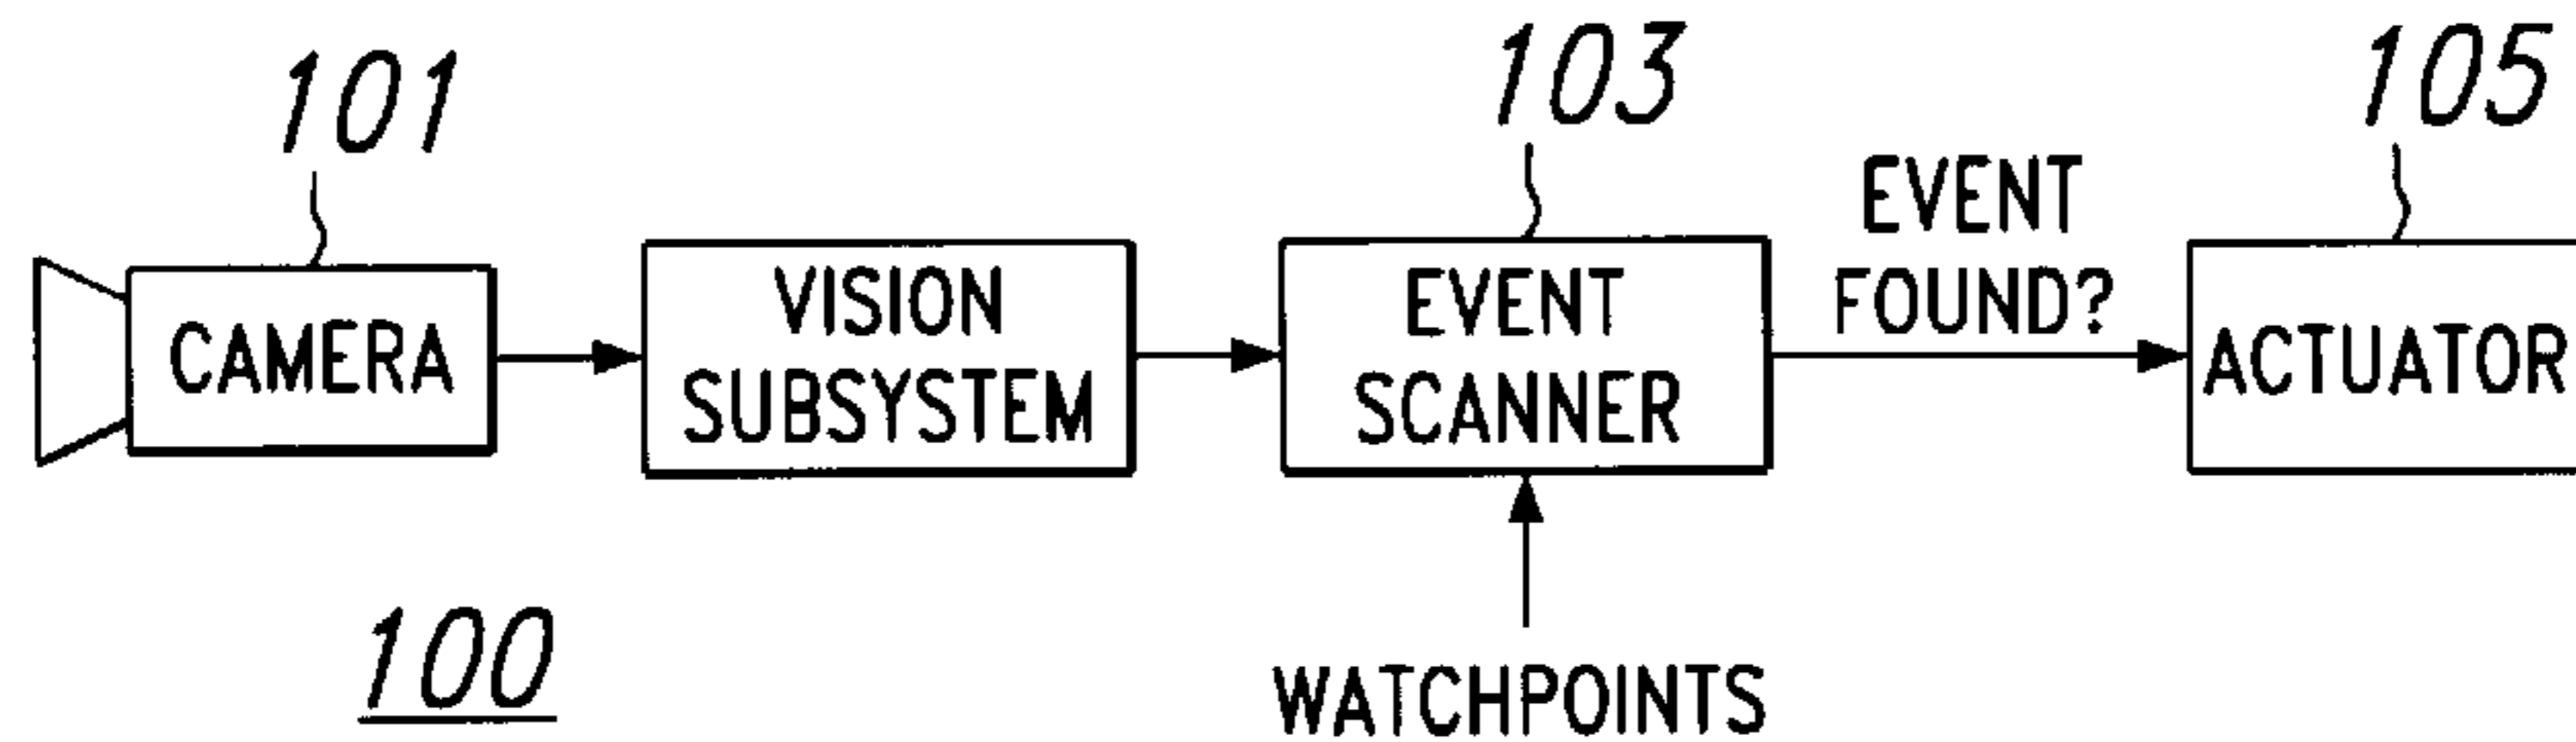 101
103
105
CAMERA
VISION
SUBSYSTEM
EVENT
SCANNER
EVENT
FOUND?
ACTUATOR
WATCHPOINTS
100